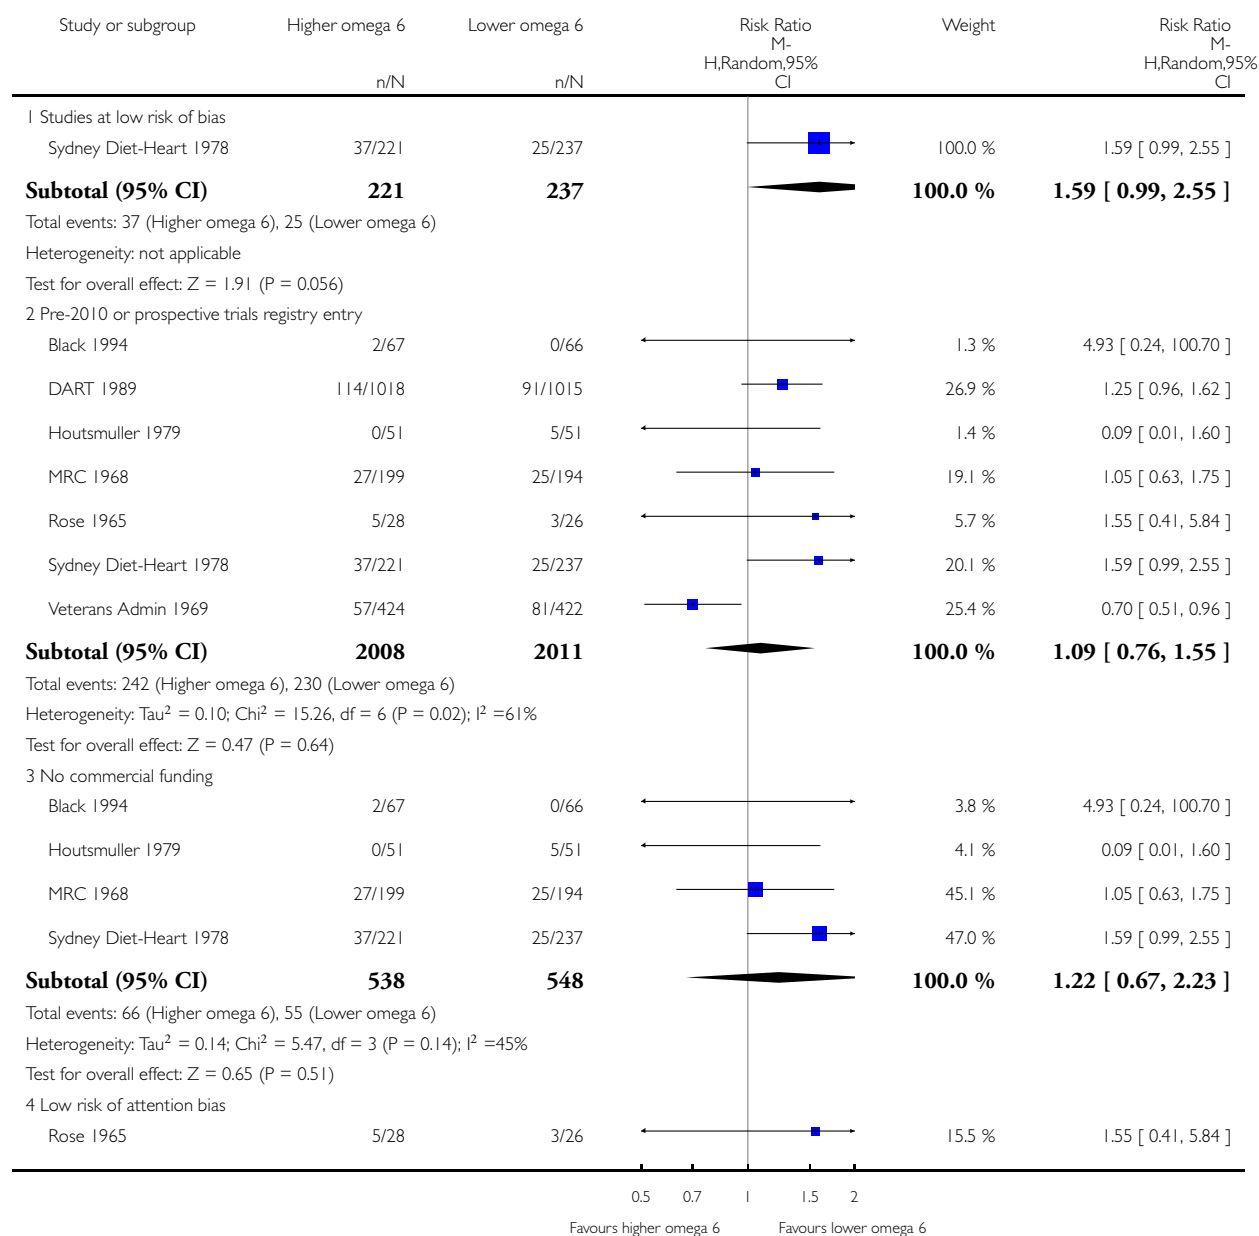 Study or subgroup Higher omega 6 Lower omega 6 Risk Ratio Weight Risk Ratio
M- M-
H,Random,95% H,Random,95%
n/N n/N CI CI
1 Studies at low risk of bias
Sydney Diet-Heart 1978 37/221 25/237 100.0 % 1.59 [ 0.99, 2.55 ]
Subtotal (95% CI) 221 237 100.0 % 1.59 [ 0.99, 2.55 ]
Total events: 37 (Higher omega 6), 25 (Lower omega 6)
Heterogeneity: not applicable
Test for overall effect: Z = 1.91 (P = 0.056)
2 Pre-2010 or prospective trials registry entry
Black 1994 2/67 0/66 1.3 % 4.93 [ 0.24, 100.70 ]
DART 1989 114/1018 91/1015 26.9 % 1.25 [ 0.96, 1.62 ]
Houtsmuller 1979 0/51 5/51 1.4 % 0.09 [ 0.01, 1.60 ]
MRC 1968 27/199 25/194 19.1 % 1.05 [ 0.63, 1.75 ]
Rose 1965 5/28 3/26 5.7 % 1.55 [ 0.41, 5.84 ]
Sydney Diet-Heart 1978 37/221 25/237 20.1 % 1.59 [ 0.99, 2.55 ]
Veterans Admin 1969 57/424 81/422 25.4 % 0.70 [ 0.51, 0.96 ]
Subtotal (95% CI) 2008 2011 100.0 % 1.09 [ 0.76, 1.55 ]
Total events: 242 (Higher omega 6), 230 (Lower omega 6)
Heterogeneity: Tau² = 0.10; Chi² = 15.26, df = 6 (P = 0.02); I² =61%
Test for overall effect: Z = 0.47 (P = 0.64)
3 No commercial funding
Black 1994 2/67 0/66 3.8 % 4.93 [ 0.24, 100.70 ]
Houtsmuller 1979 0/51 5/51 4.1 % 0.09 [ 0.01, 1.60 ]
MRC 1968 27/199 25/194 45.1 % 1.05 [ 0.63, 1.75 ]
Sydney Diet-Heart 1978 37/221 25/237 47.0 % 1.59 [ 0.99, 2.55 ]
Subtotal (95% CI) 538 548 100.0 % 1.22 [ 0.67, 2.23 ]
Total events: 66 (Higher omega 6), 55 (Lower omega 6)
Heterogeneity: Tau² = 0.14; Chi² = 5.47, df = 3 (P = 0.14); I² =45%
Test for overall effect: Z = 0.65 (P = 0.51)
4 Low risk of attention bias
Rose 1965 5/28 3/26 15.5 % 1.55 [ 0.41, 5.84 ]
0.5 0.7 1 1.5 2
Favours higher omega 6 Favours lower omega 6